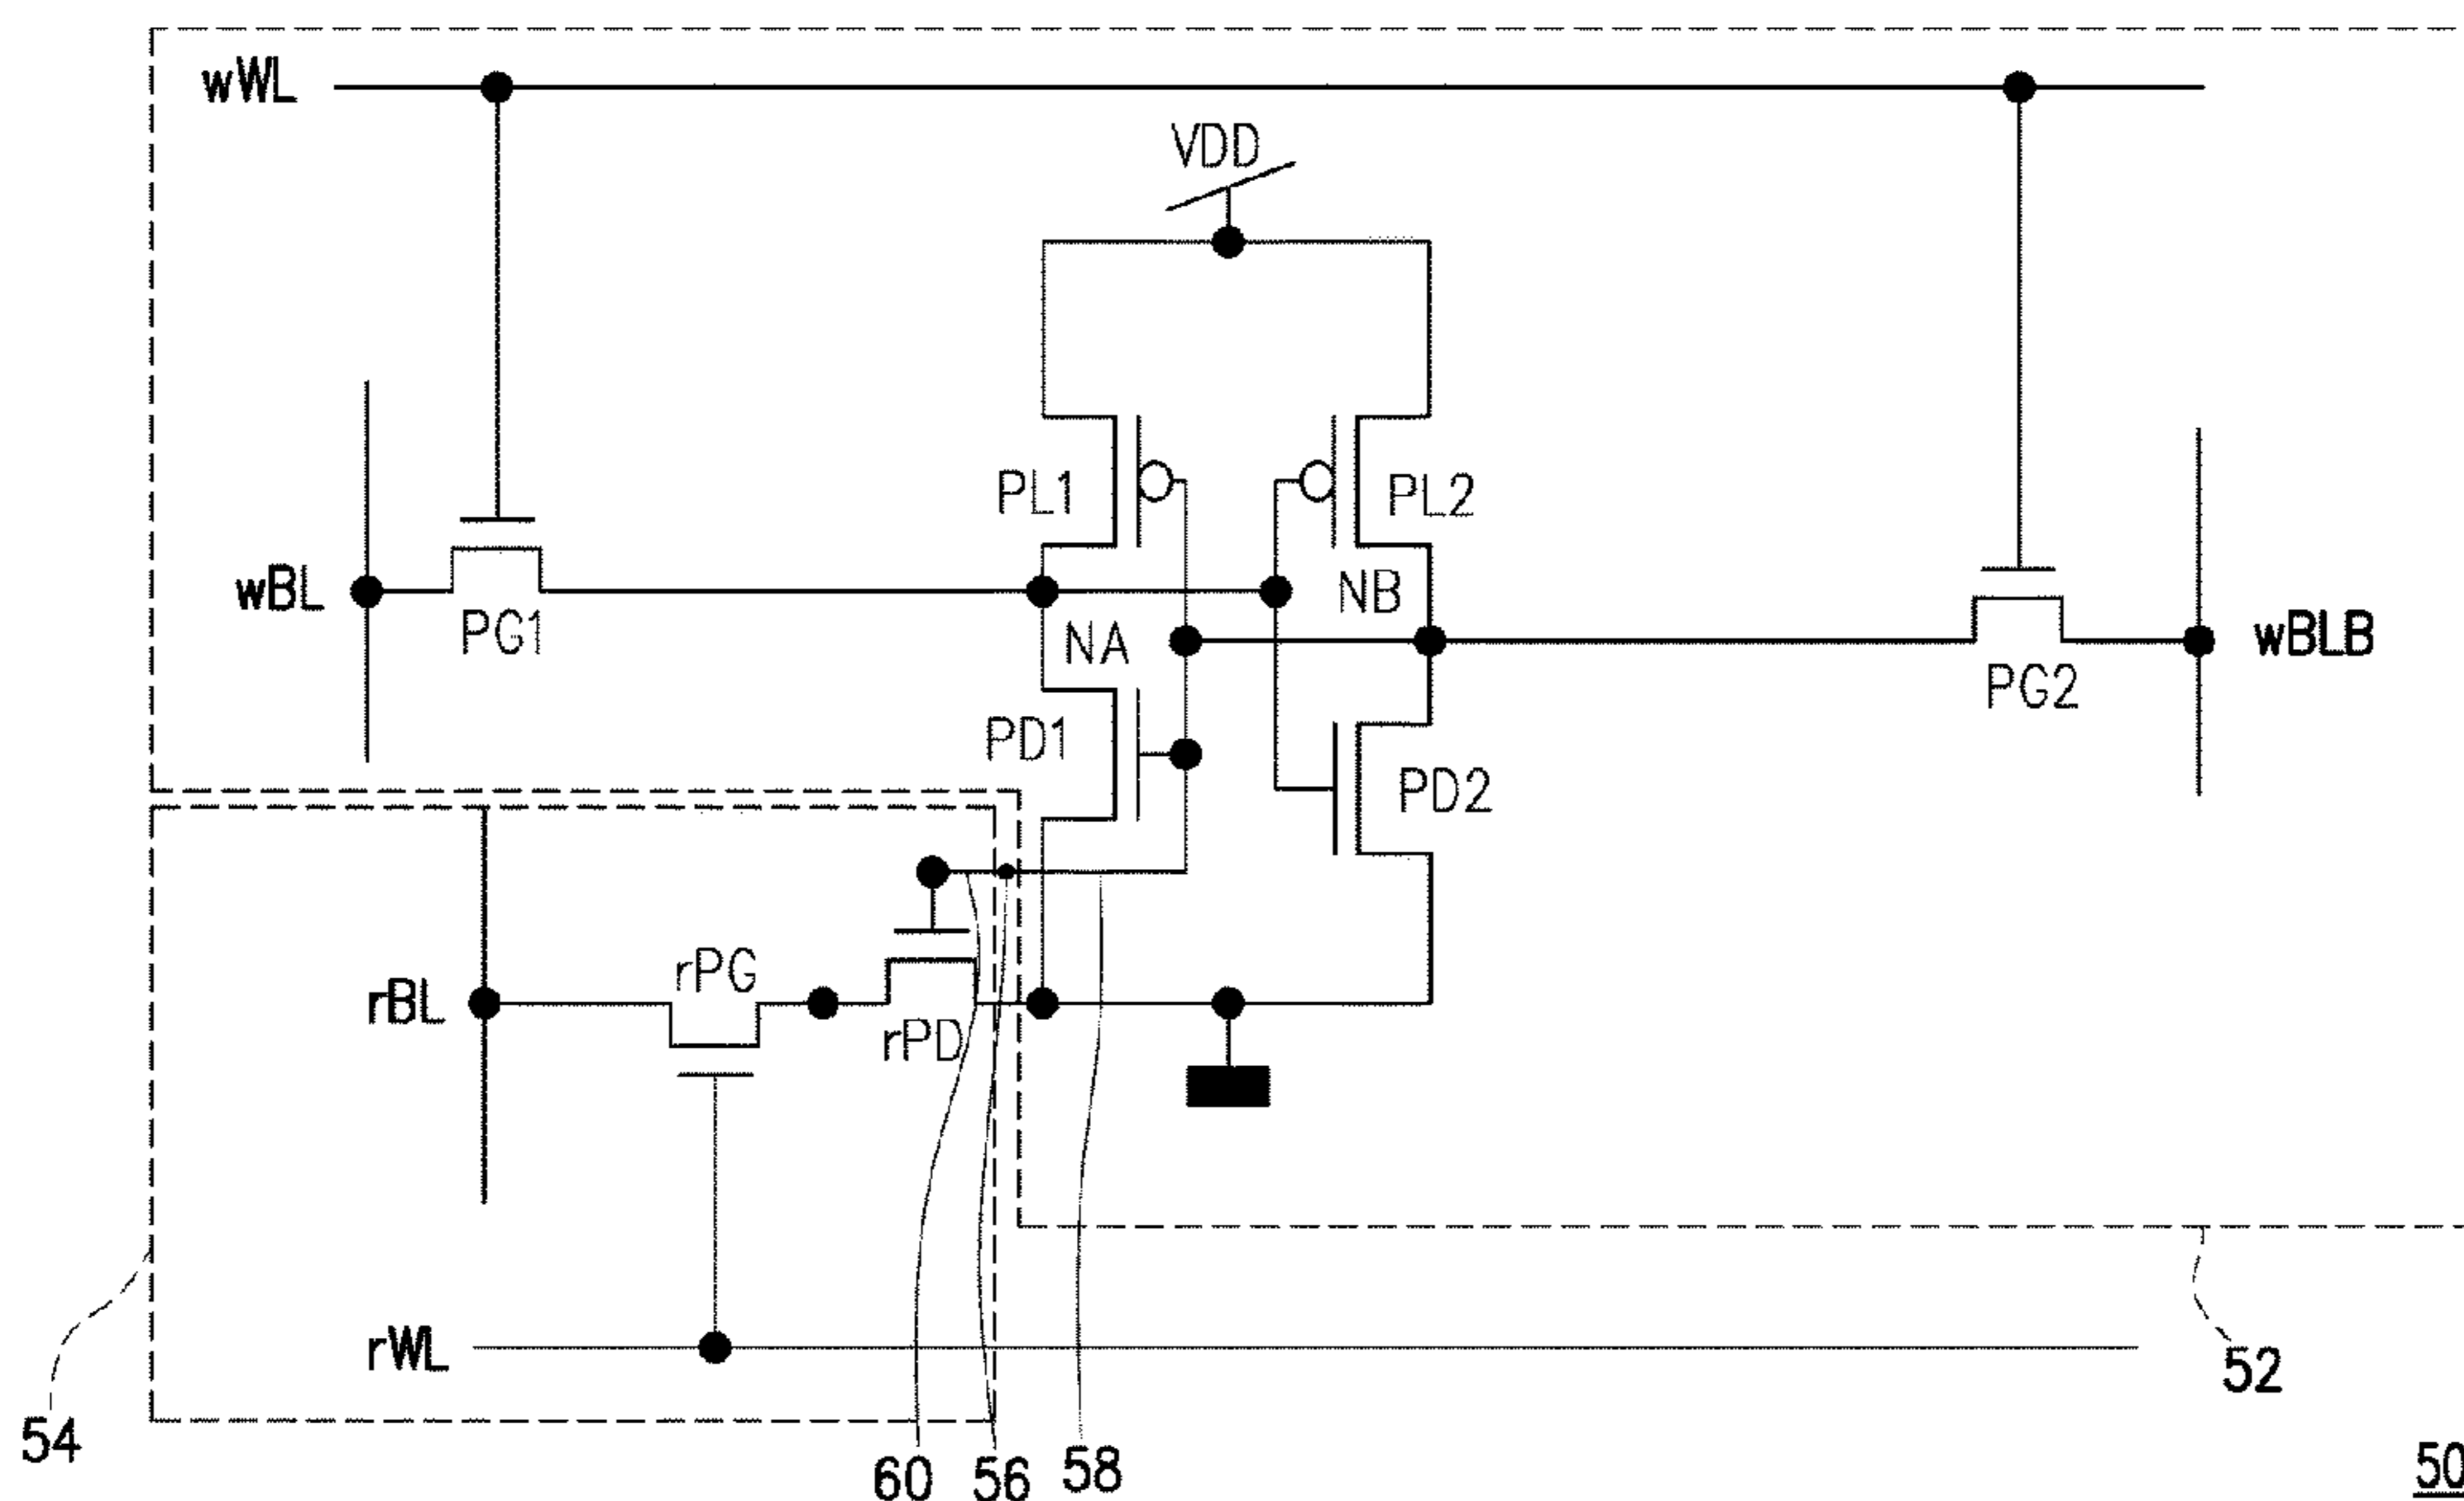 wWL
VDD
PL1
PL2
wBL
PG1
NA
NB
wBLB
PG2
PD1
PD2
rPG
rBL
rPD
rWL
52
54
60
56
58
50